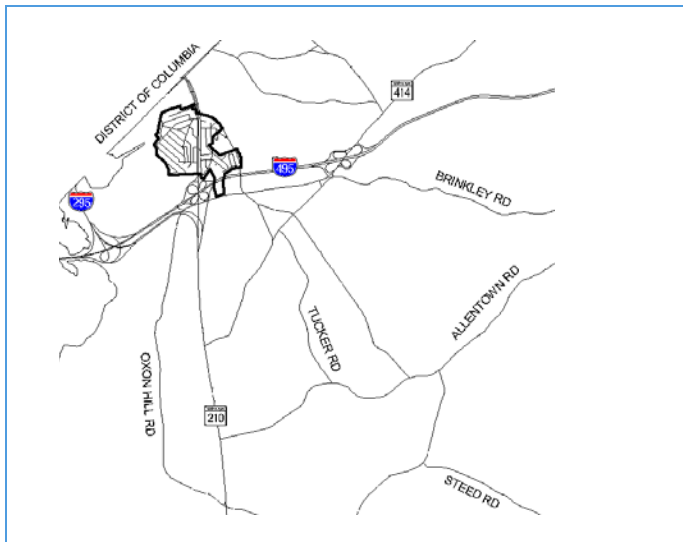 DISTRICT OF COLUMBIA
414
495
BRINKLEY RD
295
ALLENTOWN RD
TUCKER RD
OXON HILL RD
210
STEED RD